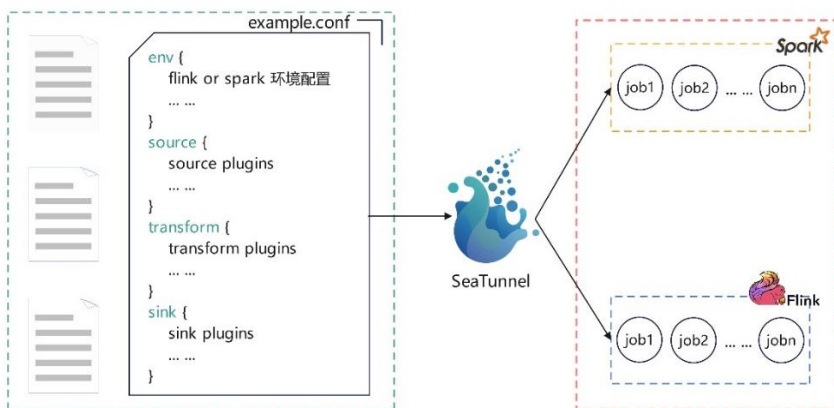 example.conf
env {
flink or spark 环境配置
... ...
}
source {
source plugins
... ...
}
transform {
transform plugins
... ...
}
sink {
sink plugins
... ...
}
SeaTunnel
Spark
job1 job2 ... ... jobn
Flink
job1 job2 ... ... jobn